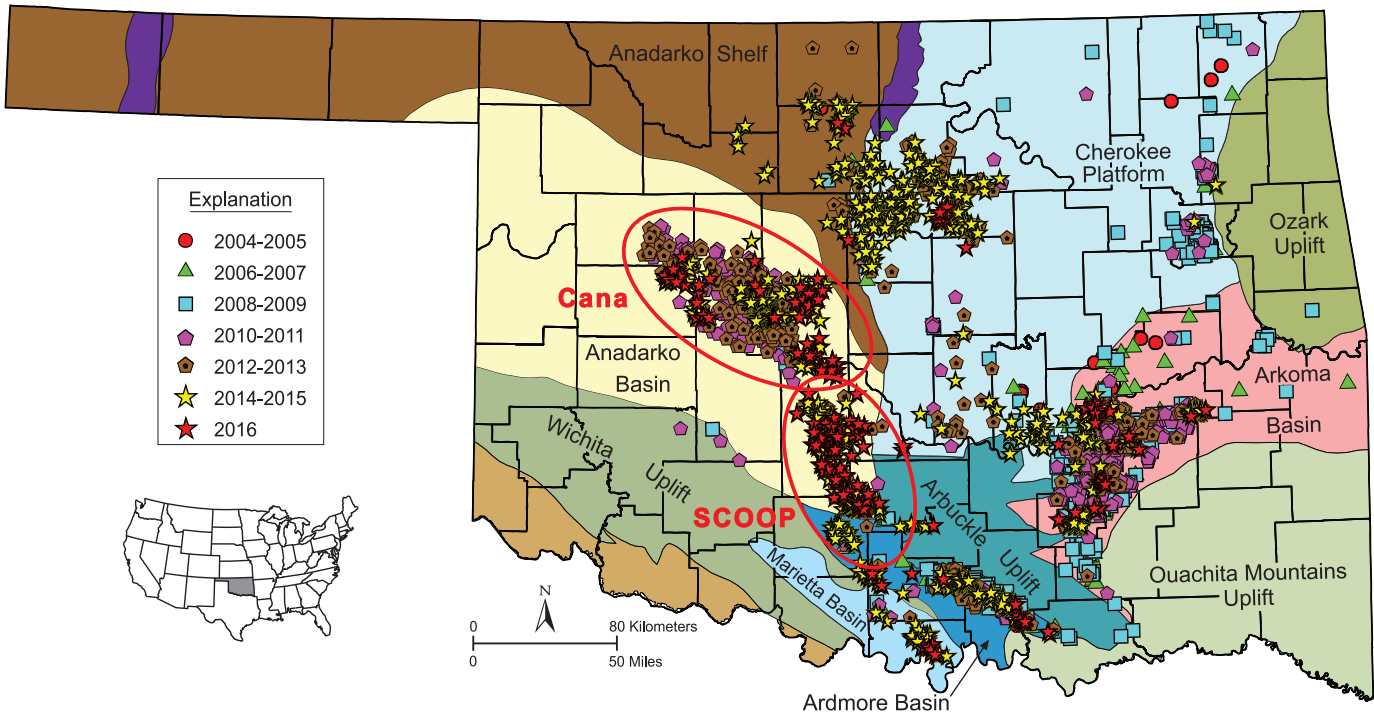 Anadarko Shelf
Cherokee
Platform
Ozark
Uplift
Explanation
2004-2005
2006-2007
2008-2009
2010-2011
2012-2013
2014-2015
2016
Cana
Anadarko
Basin
Arkoma
Basin
Wichita
Uplift
SCOOP
Arbuckle
Uplift
Marietta Basin
Ouachita Mountains
Uplift
N
0 80 Kilometers
0 50 Miles
Ardmore Basin